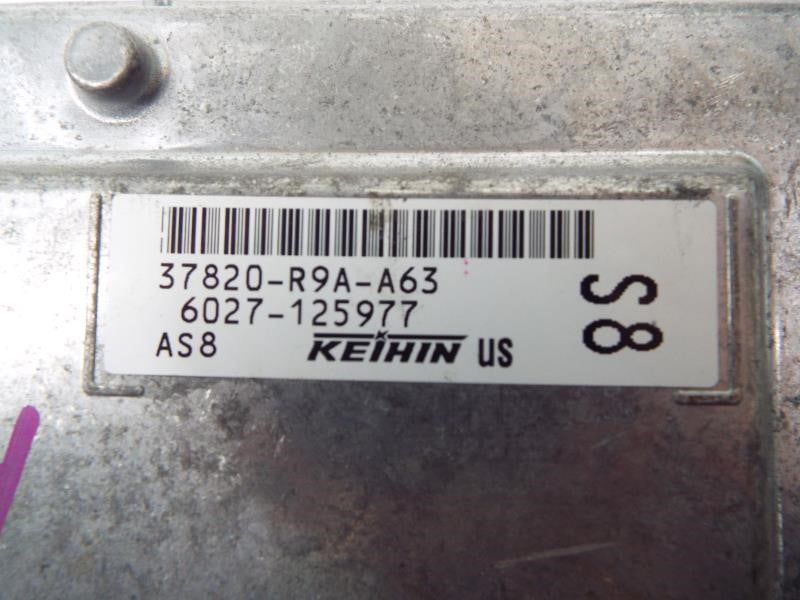 37820-R9A-A63
6027-125977
AS8 KEIHIN US
S8